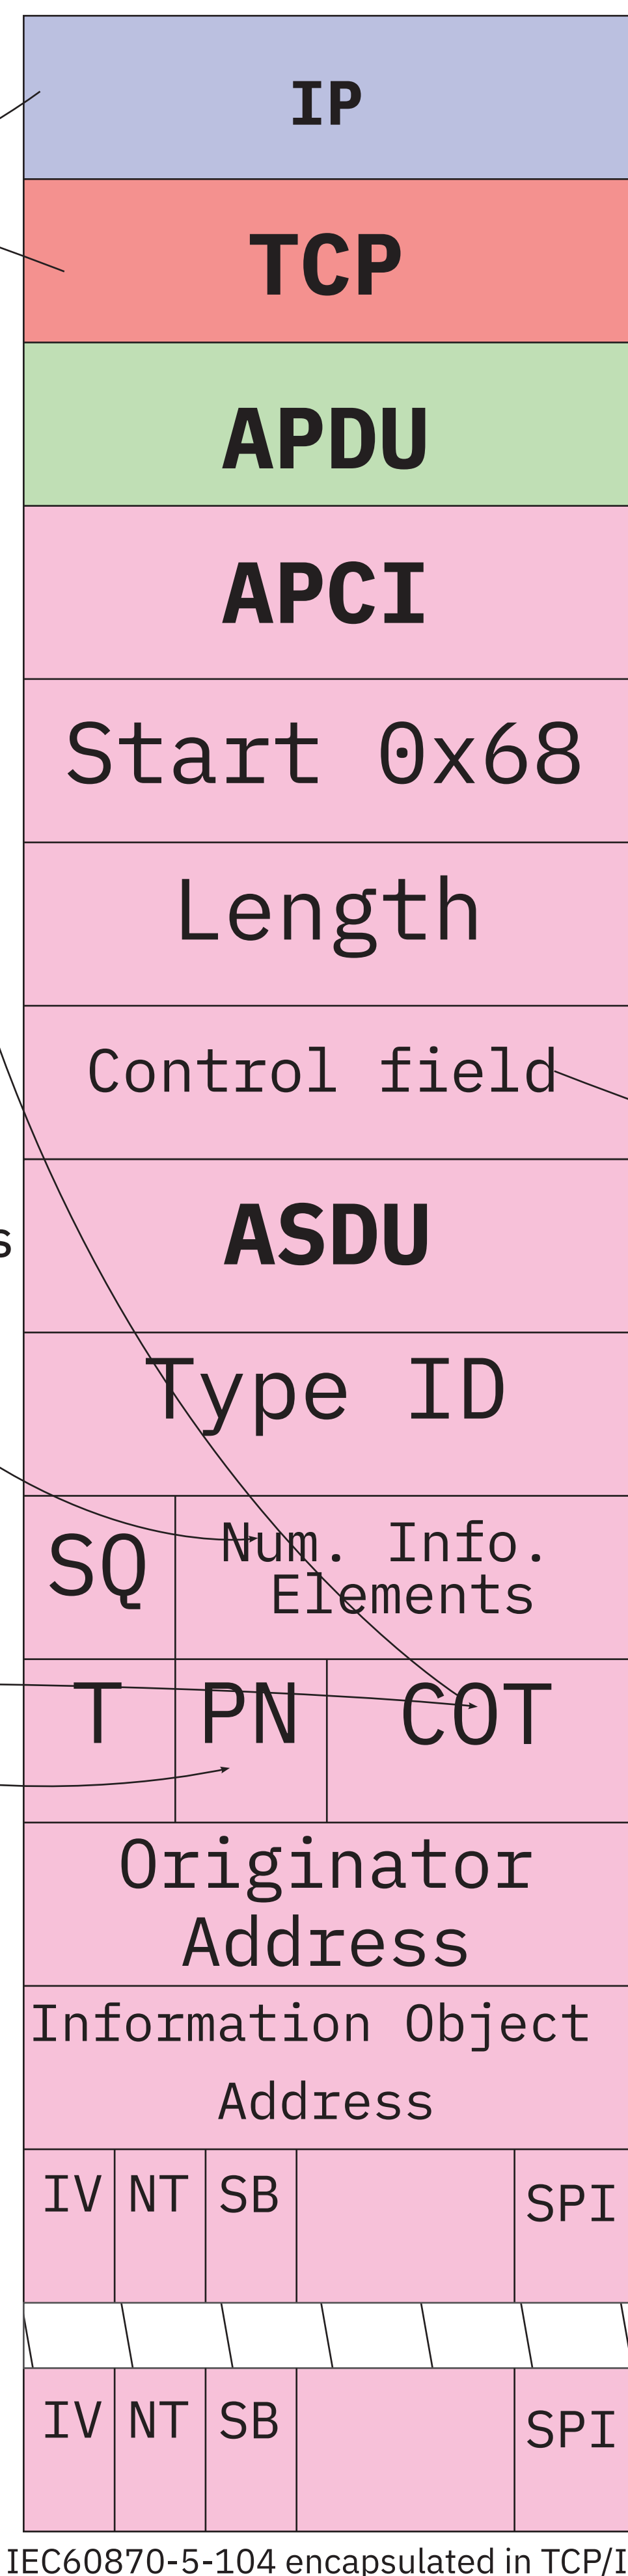 IP
TCP
APDU
APCI
Start 0x68
Length
Control field
ASDU
s
Type ID
SQ
Num. Info.
Elements
T PN COT
Originator
Address
Information Object
Address
IV NT SB SPI
IV NT SB SPI
IEC60870-5-104 encapsulated in TCP/I